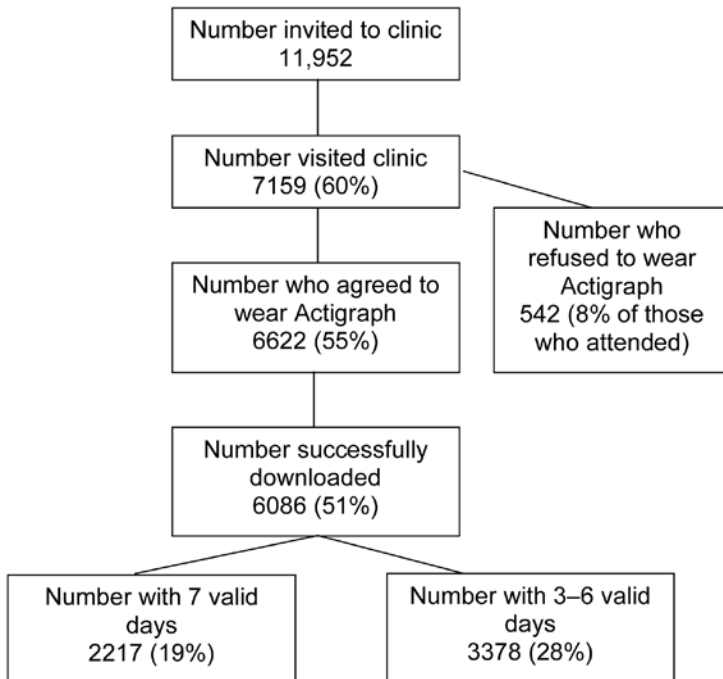 Number invited to clinic
11,952
Number visited clinic
7159 (60%)
Number who
refused to wear
Actigraph
542 (8% of those
who attended)
Number who agreed to
wear Actigraph
6622 (55%)
Number successfully
downloaded
6086 (51%)
Number with 7 valid
days
2217 (19%)
Number with 3–6 valid
days
3378 (28%)